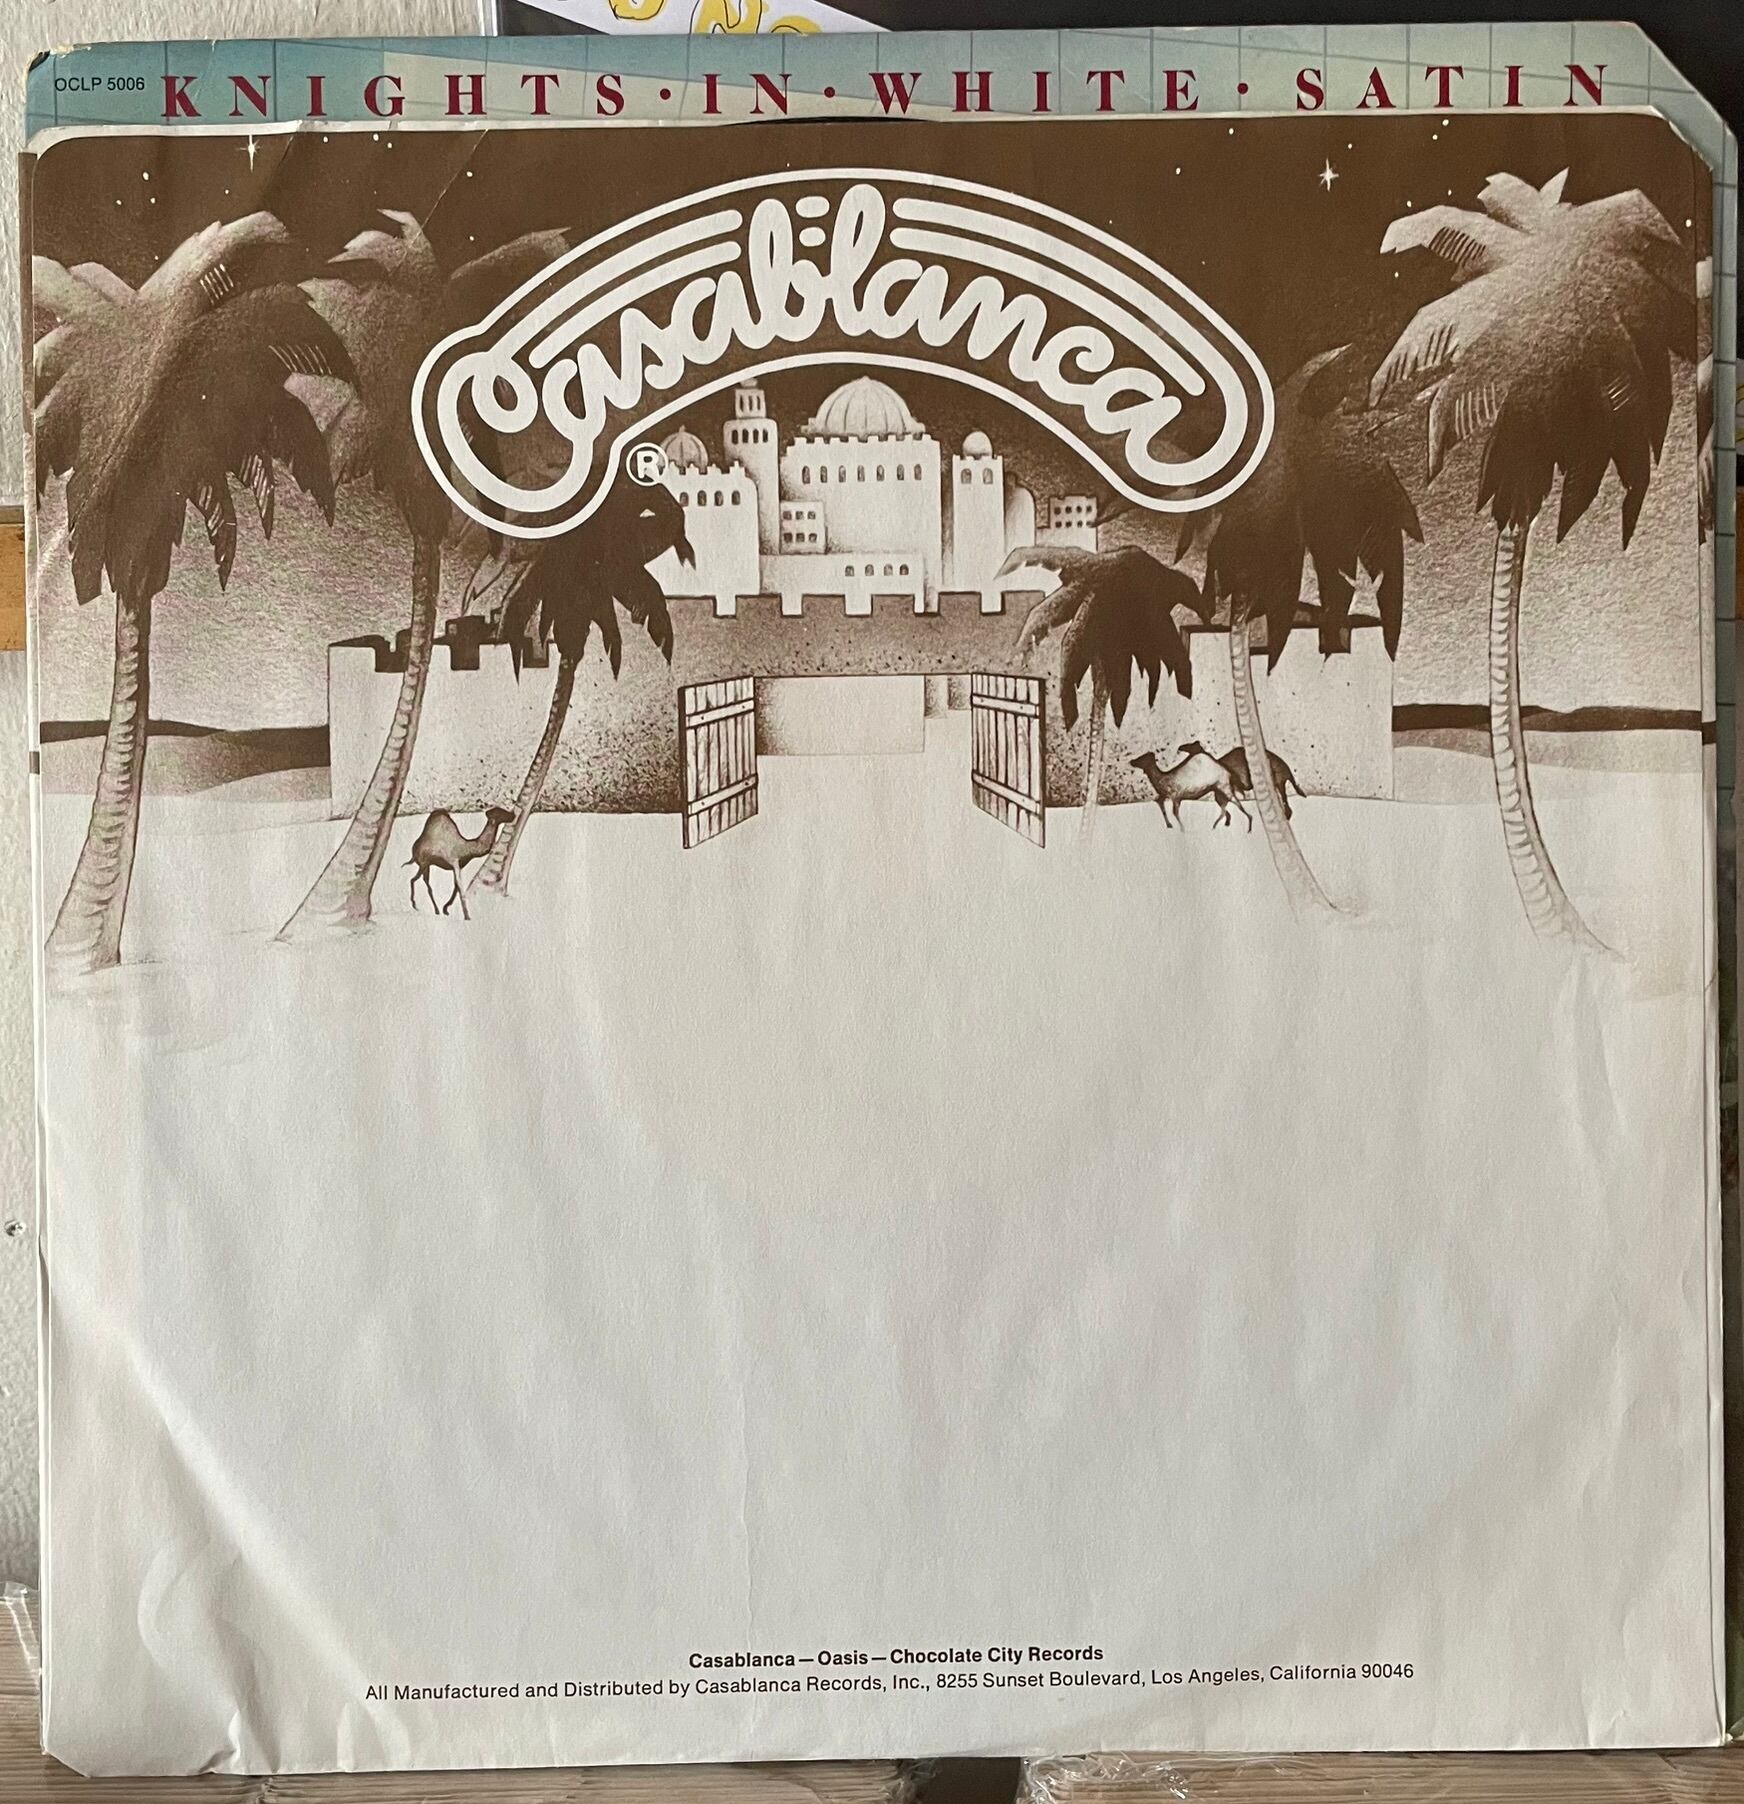 OCLP 5006 KNIGHTS·IN·WHITE·SATIN
Casablanca
®
Casablanca—Oasis—Chocolate City Records
All Manufactured and Distributed by Casablanca Records, Inc., 8255 Sunset Boulevard, Los Angeles, California 90046